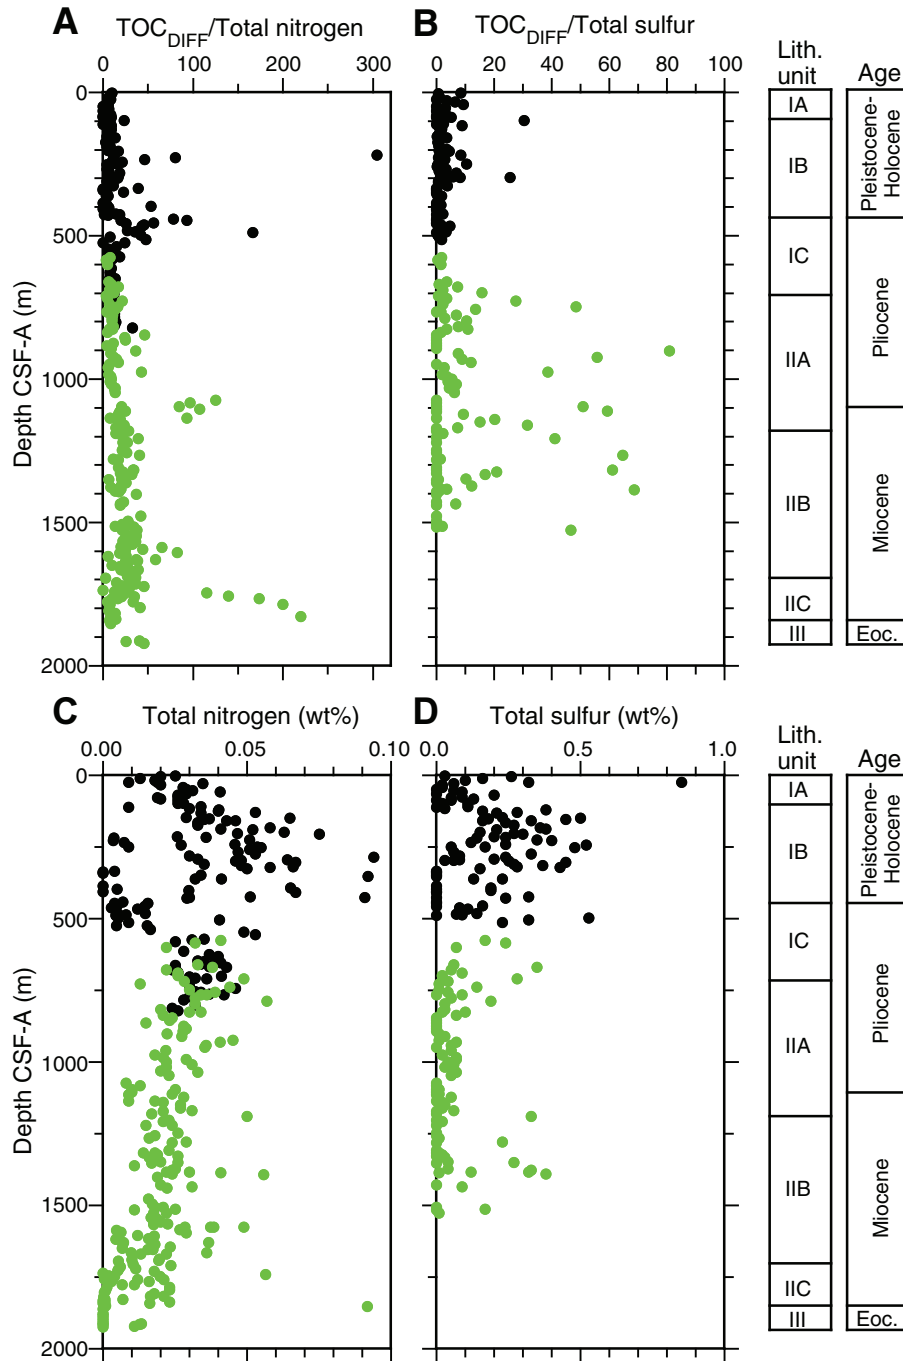 A
TOC_DIFF/Total nitrogen
0 100 200 300
B
TOC_DIFF/Total sulfur
0 20 40 60 80 100
Lith.
unit
Age
0
500
1000
1500
2000
Depth CSF-A (m)
IA
IB
IC
IIA
IIB
IIC
III
Pleistocene-
Holocene
Pliocene
Miocene
Eoc.
C
Total nitrogen (wt%)
0.00 0.05 0.10
D
Total sulfur (wt%)
0.0 0.5 1.0
Lith.
unit
Age
0
500
1000
1500
2000
Depth CSF-A (m)
IA
IB
IC
IIA
IIB
IIC
III
Pleistocene-
Holocene
Pliocene
Miocene
Eoc.